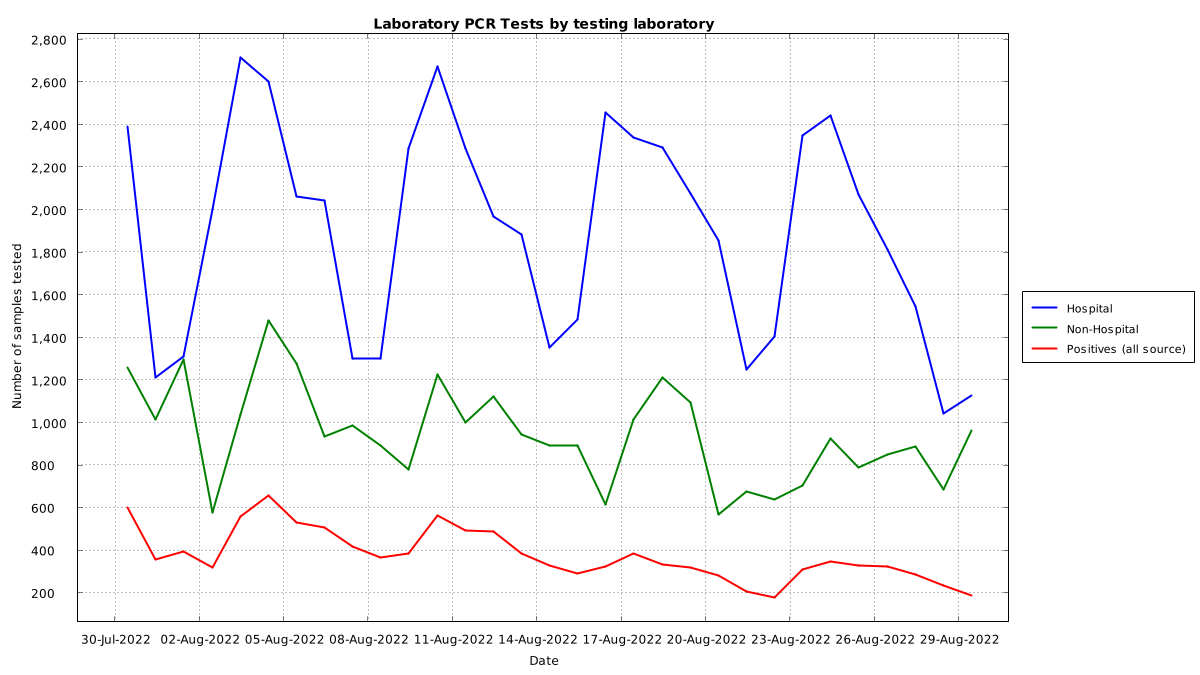 Laboratory PCR Tests by testing laboratory
Number of samples tested
2,800
2,600
2,400
2,200
2,000
1,800
1,600
1,400
1,200
1,000
800
600
400
200
30-Jul-2022 02-Aug-2022 05-Aug-2022 08-Aug-2022 11-Aug-2022 14-Aug-2022 17-Aug-2022 20-Aug-2022 23-Aug-2022 26-Aug-2022 29-Aug-2022
Date
Hospital
Non-Hospital
Positives (all source)